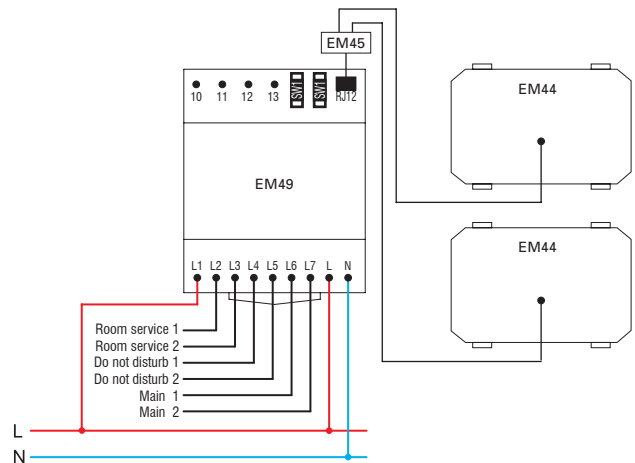 EM45
10 11 12 13 SW1 SW1 RJ12
EM44
EM49
EM44
L1 L2 L3 L4 L5 L6 L7 L N
Room service 1
Room service 2
Do not disturb 1
Do not disturb 2
Main 1
Main 2
L
N